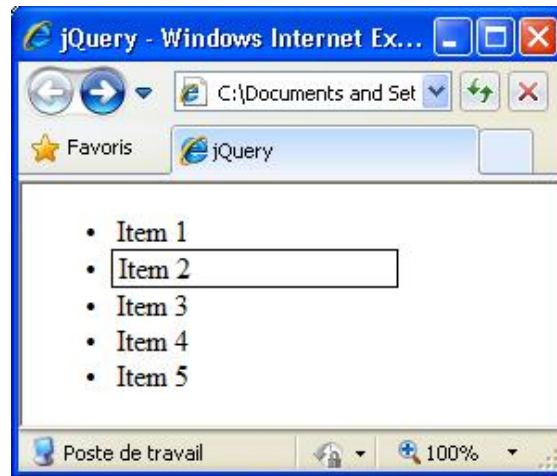 jQuery - Windows Internet Ex...
C:\Documents and Set
Favoris
jQuery
• Item 1
• Item 2
• Item 3
• Item 4
• Item 5
Poste de travail
100%